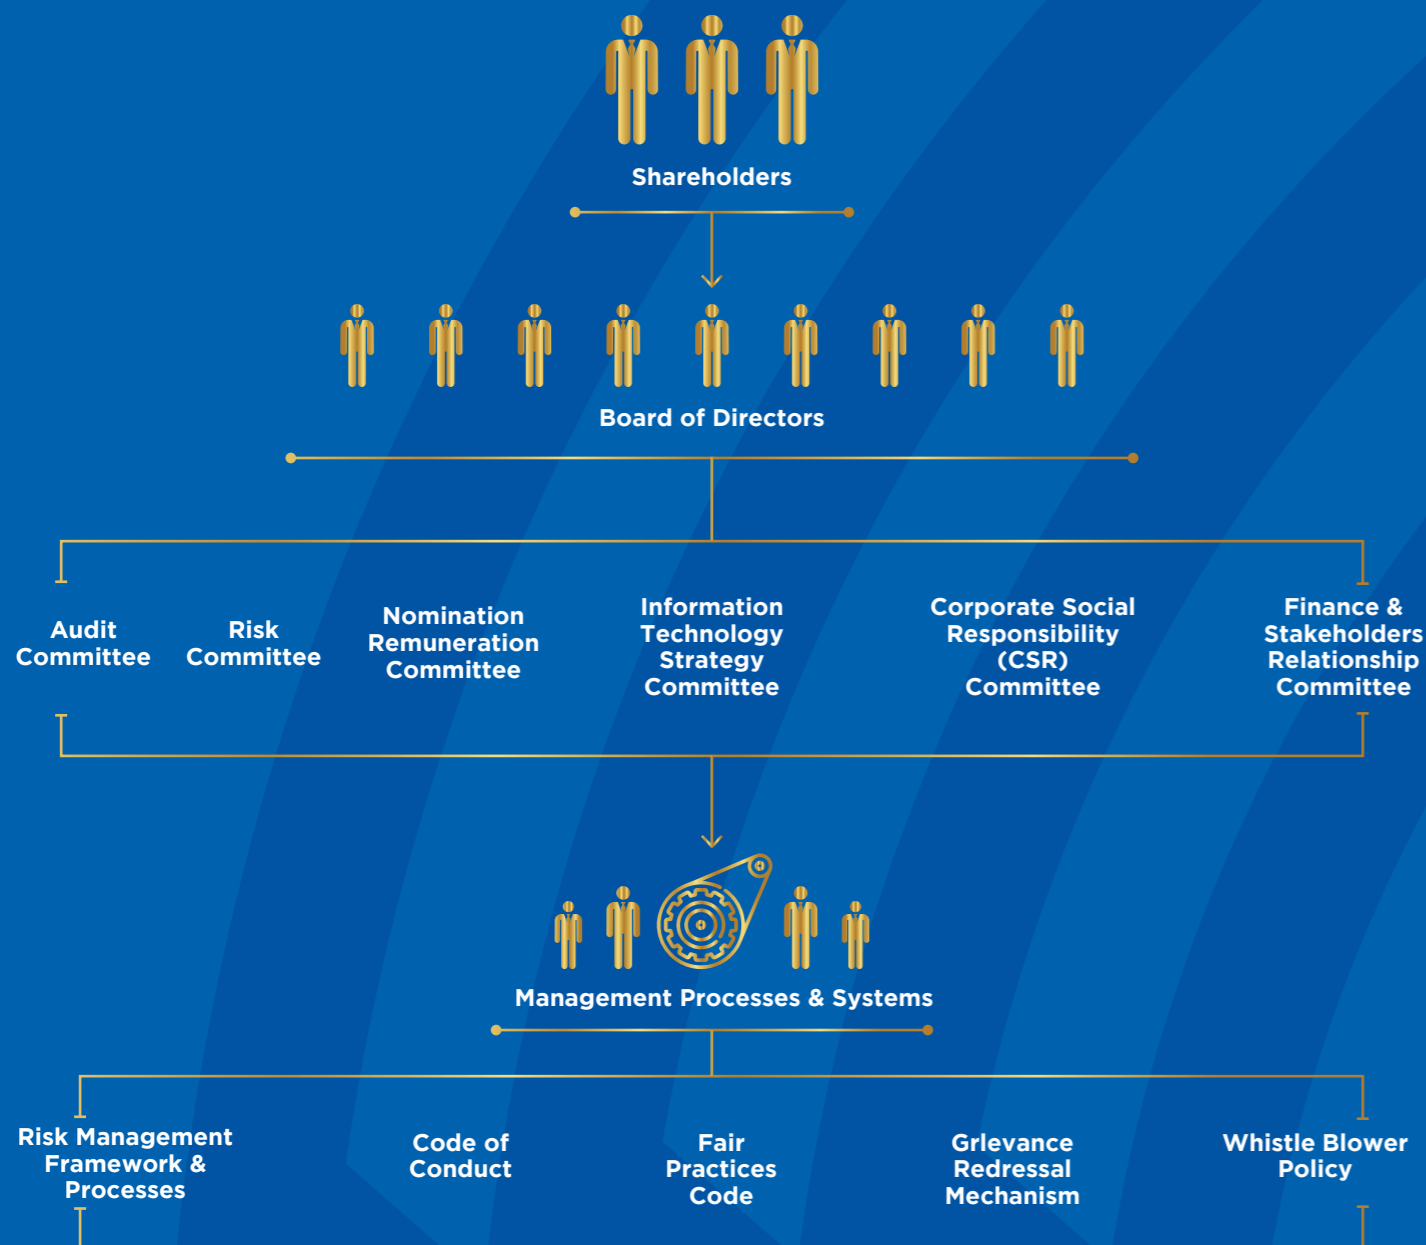 Shareholders
Board of Directors
Audit
Committee
Risk
Committee
Nomination
Remuneration
Committee
Information
Technology
Strategy
Committee
Corporate Social
Responsibility
(CSR)
Committee
Finance &
Stakeholders
Relationship
Committee
Management Processes & Systems
Risk Management
Framework &
Processes
Code of
Conduct
Fair
Practices
Code
Grlevance
Redressal
Mechanism
Whistle Blower
Policy